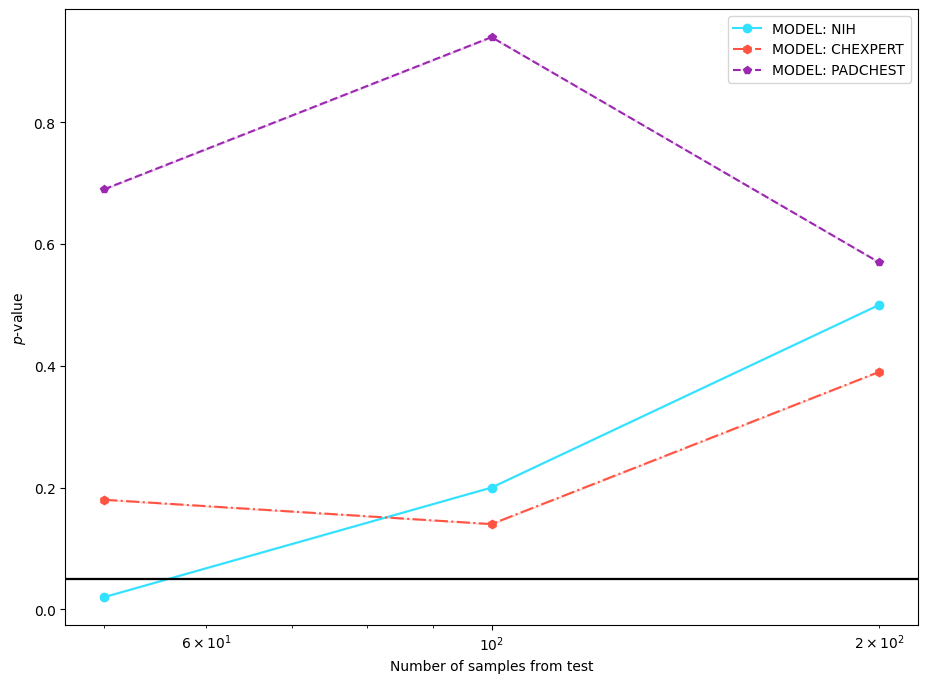 MODEL: NIH
MODEL: CHEXPERT
MODEL: PADCHEST
0.8
0.6
0.4
0.2
0.0
p-value
6 × 10¹
10²
2 × 10²
Number of samples from test